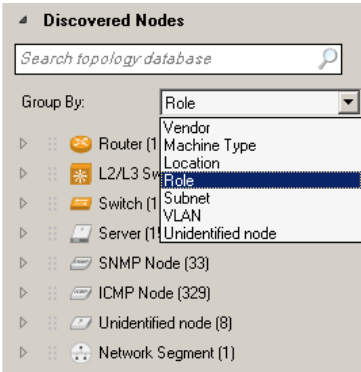 Discovered Nodes
Search topology database
Group By: Role
Vendor
Machine Type
Location
Role
Subnet
VLAN
Unidentified node
Router (1
L2/L3 Sw
Switch (1
Server (1
SNMP Node (33)
ICMP Node (329)
Unidentified node (8)
Network Segment (1)